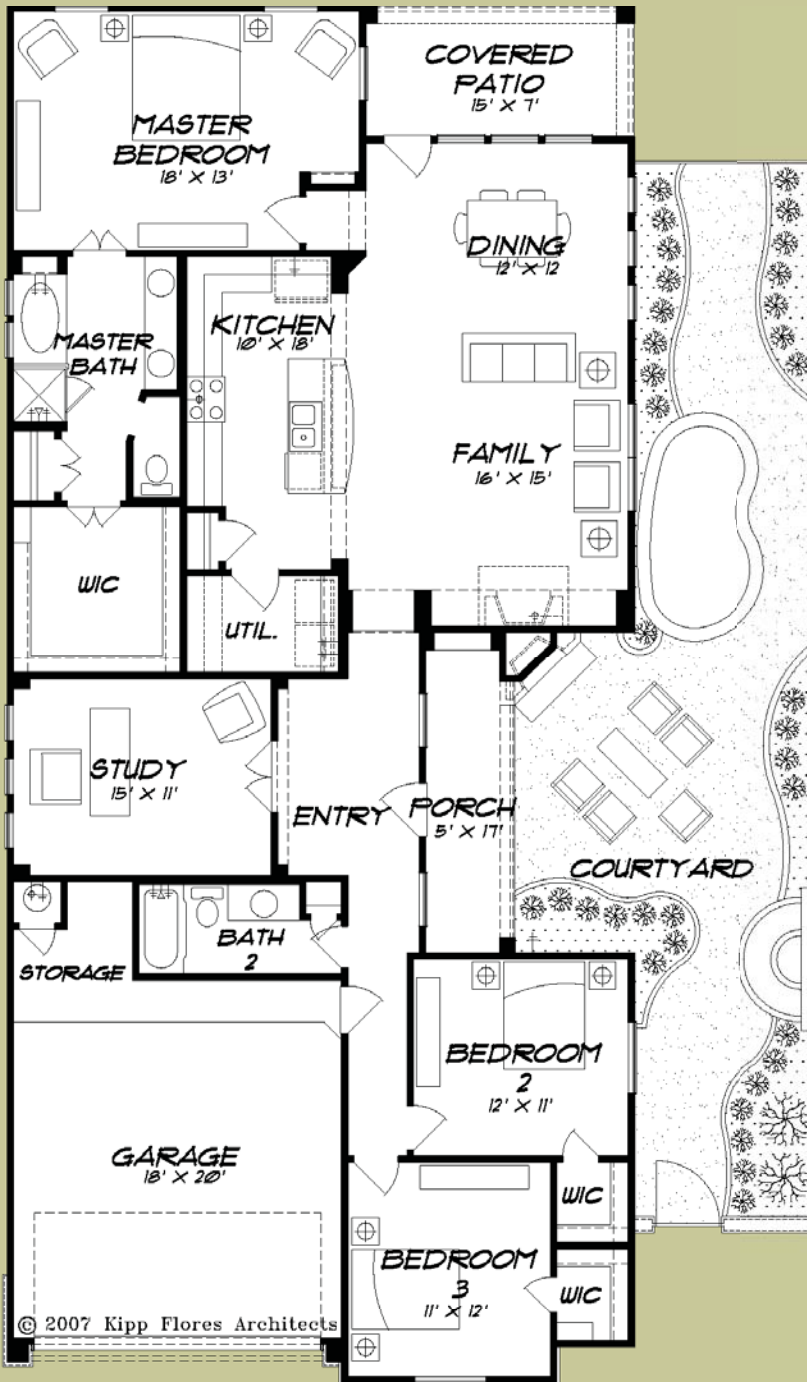 COVERED
PATIO
15' X 7'
MASTER
BEDROOM
18' X 13'
DINING
12' X 12
KITCHEN
10' X 18'
MASTER
BATH
FAMILY
16' X 15'
WIC
UTIL.
STUDY
15' X 11'
ENTRY
PORCH
5' X 17'
COURTYARD
BATH
2
STORAGE
BEDROOM
2
12' X 11'
GARAGE
18' X 20'
WIC
BEDROOM
3
11' X 12'
WIC
© 2007 Kipp Flores Architects